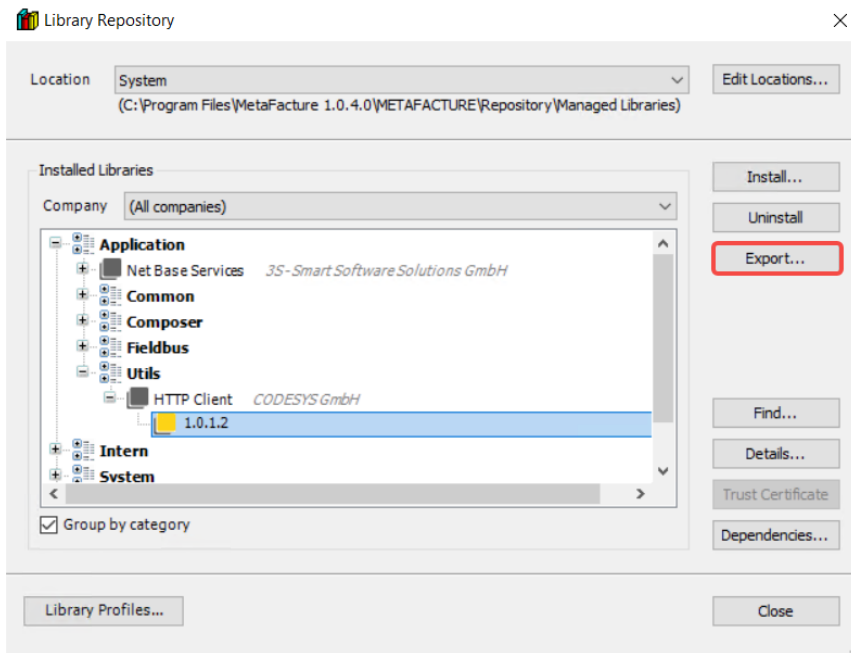 Library Repository
Location System Edit Locations...
(C:\Program Files\MetaFacture 1.0.4.0\METAFACTURE\Repository\Managed Libraries)
Installed Libraries
Install...
Company (All companies)
Uninstall
Application
Export...
Net Base Services 3S-Smart Software Solutions GmbH
Common
Composer
Fieldbus
Utils
HTTP Client CODESYS GmbH
Find...
1.0.1.2
Intern
Details...
System
Trust Certificate
Group by category
Dependencies...
Library Profiles...
Close